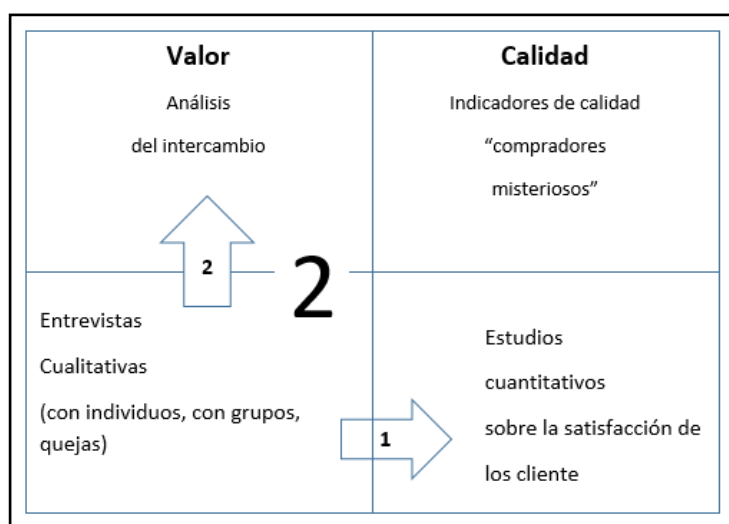 Valor
Análisis
del intercambio
Calidad
Indicadores de calidad
“compradores
misteriosos”
2
2
Entrevistas
Cualitativas
(con individuos, con grupos,
quejas)
1
Estudios
cuantitativos
sobre la satisfacción de
los cliente